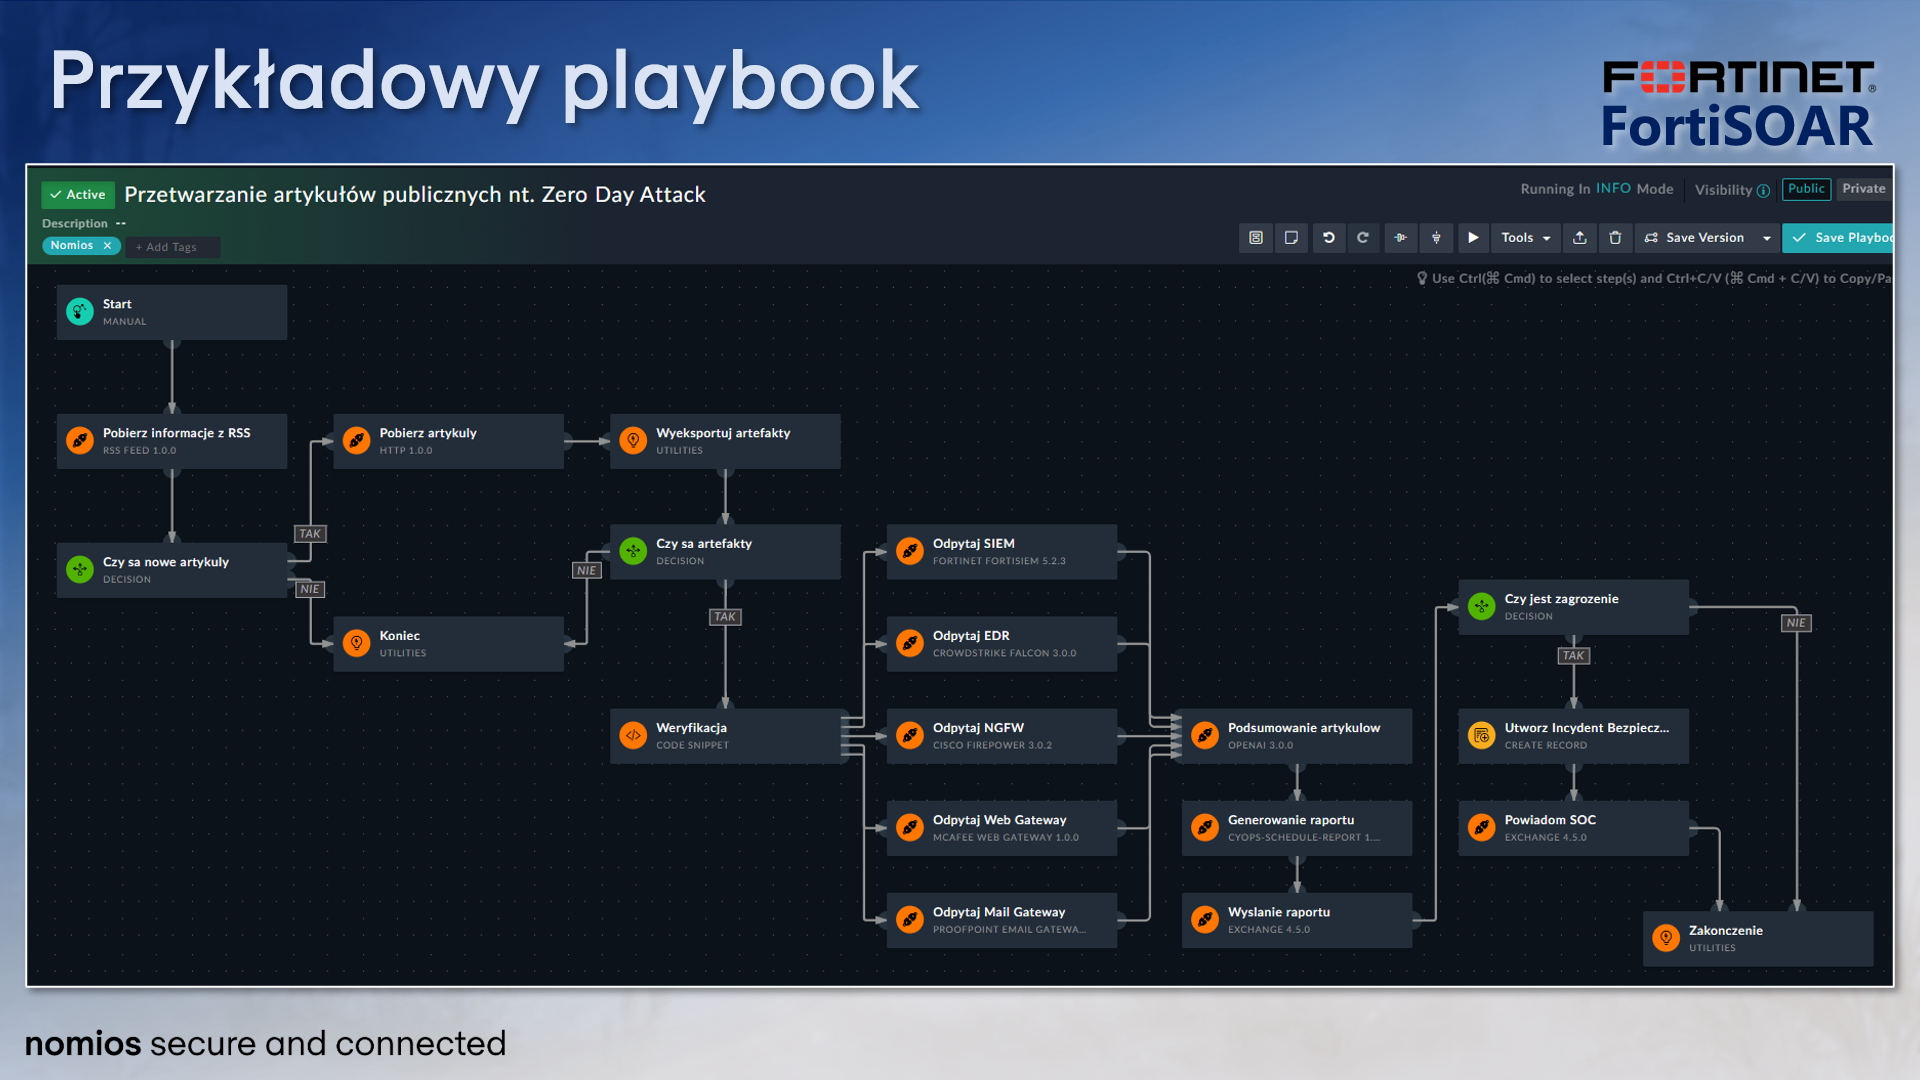 Przykładowy playbook
FORTINET®
FortiSOAR
Active
Przetwarzanie artykułów publicznych nt. Zero Day Attack
Running In INFO Mode
Visibility
Public
Private
Description --
Nomios ×
+ Add Tags
Tools
Save Version
Save Playboo
Use Ctrl(⌘ Cmd) to select step(s) and Ctrl+C/V (⌘ Cmd + C/V) to Copy/Pa
Start
MANUAL
Pobierz informacje z RSS
RSS FEED 1.0.0
Pobierz artykuly
HTTP 1.0.0
Wyeksportuj artefakty
UTILITIES
TAK
Czy sa nowe artykuly
DECISION
NIE
Koniec
UTILITIES
Czy sa artefakty
DECISION
NIE
TAK
Weryfikacja
CODE SNIPPET
Odpytaj SIEM
FORTINET FORTISIEM 5.2.3
Odpytaj EDR
CROWDSTRIKE FALCON 3.0.0
Odpytaj NGFW
CISCO FIREPOWER 3.0.2
Odpytaj Web Gateway
MCAFEE WEB GATEWAY 1.0.0
Odpytaj Mail Gateway
PROOFPOINT EMAIL GATEWA...
Podsumowanie artykulow
OPENAI 3.0.0
Generowanie raportu
CYOPS-SCHEDULE-REPORT 1....
Wyslanie raportu
EXCHANGE 4.5.0
Czy jest zagrozenie
DECISION
NIE
TAK
Utworz Incydent Bezpiecz...
CREATE RECORD
Powiadom SOC
EXCHANGE 4.5.0
Zakonczenie
UTILITIES
nomios secure and connected